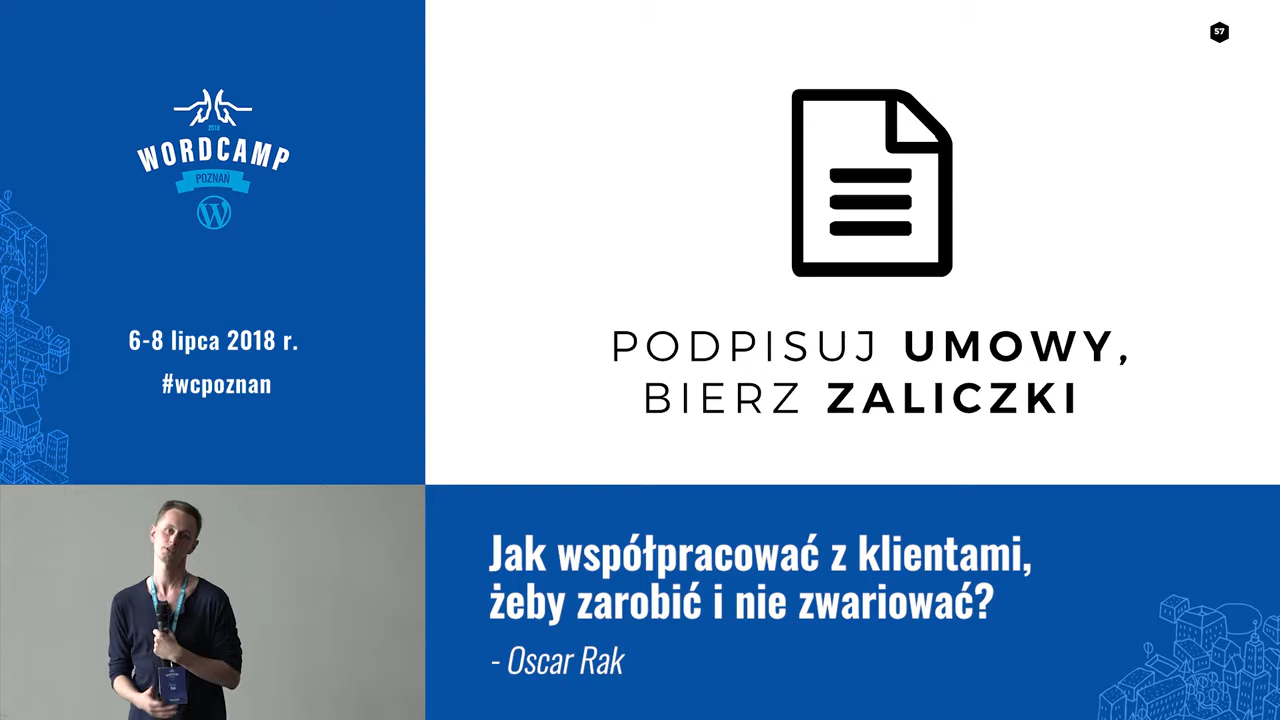 2018
WORDCAMP
POZNAŃ
6-8 lipca 2018 r.
#wcpoznan
57
PODPISUJ UMOWY,
BIERZ ZALICZKI
Jak współpracować z klientami,
żeby zarobić i nie zwariować?
- Oscar Rak